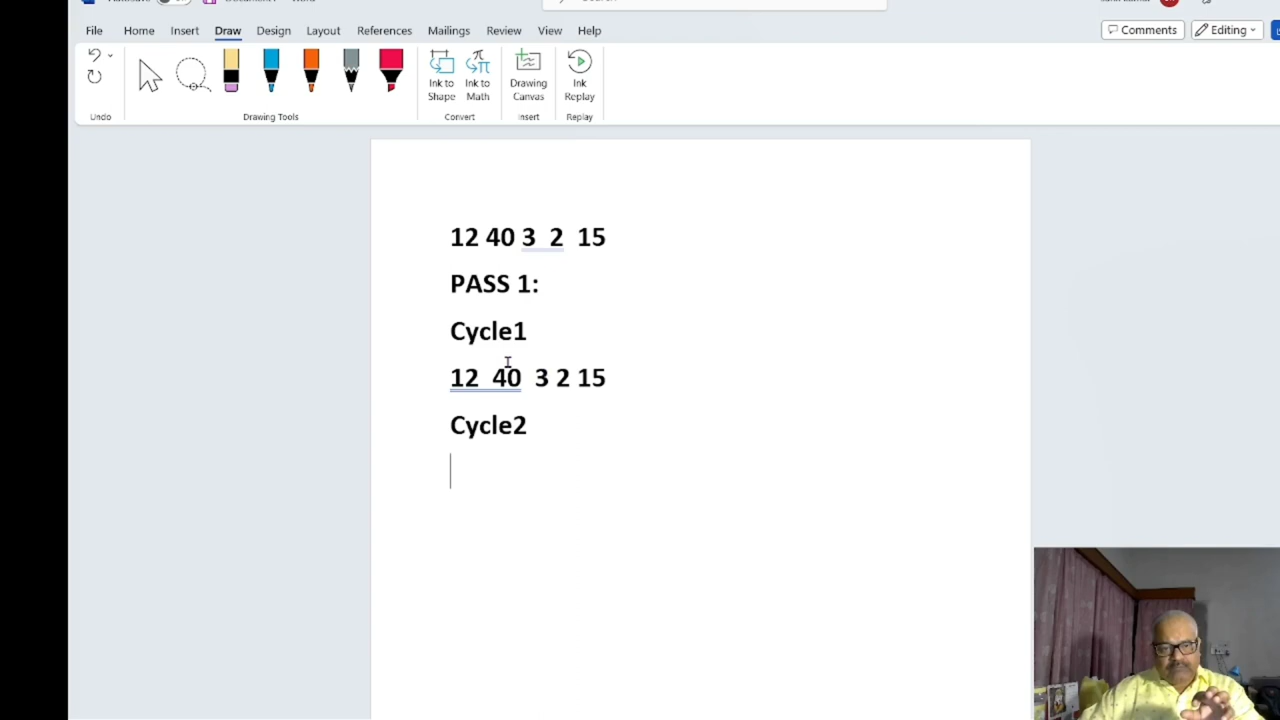 File Home Insert Draw Design Layout References Mailings Review View Help Comments Editing
Undo
Ink to Shape
Ink to Math
Drawing Canvas
Ink Replay
Drawing Tools
Convert
Insert
Replay
12 40 3 2 15
PASS 1:
Cycle1
12 40 3 2 15
Cycle2